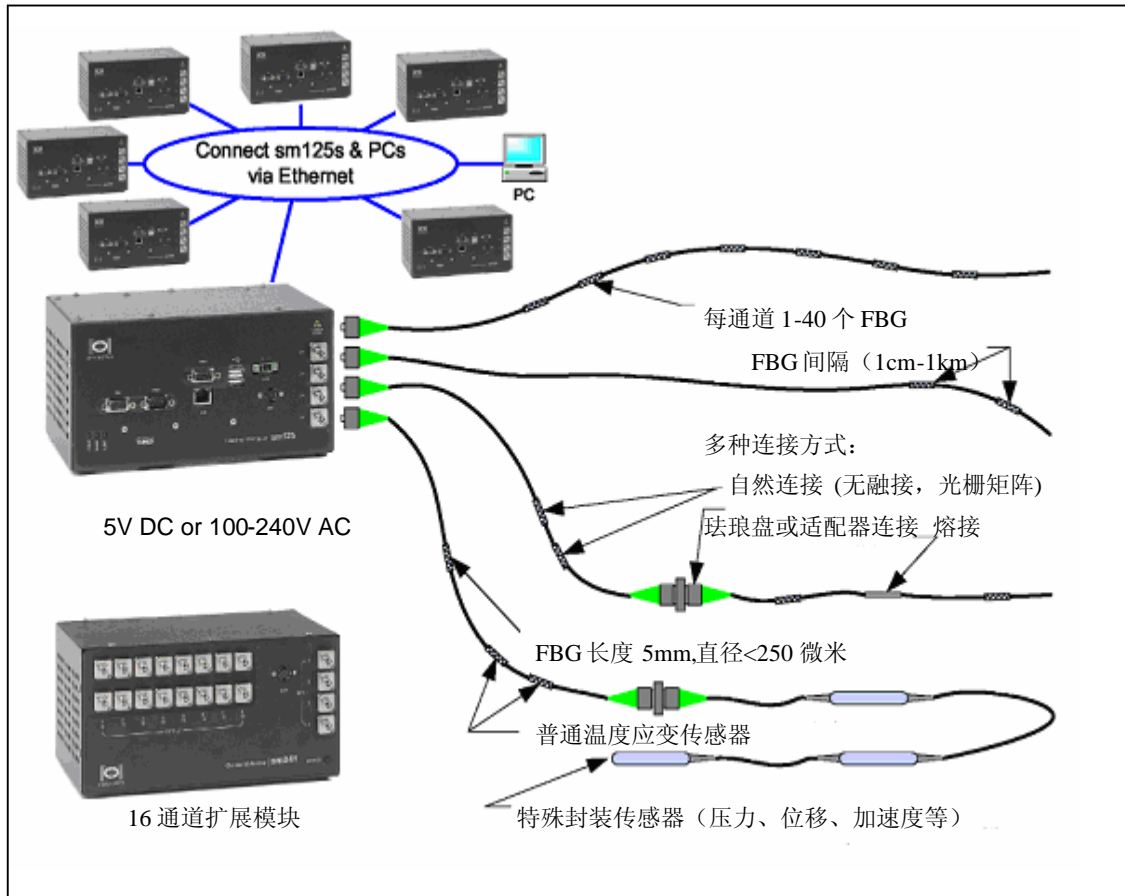 Connect sm125s & PCs
via Ethernet
PC
每通道 1-40 个 FBG
FBG 间隔（1cm-1km）
多种连接方式：
自然连接 (无融接，光栅矩阵)
5V DC or 100-240V AC
珐琅盘或适配器连接 熔接
FBG 长度 5mm,直径<250 微米
普通温度应变传感器
16 通道扩展模块
特殊封装传感器（压力、位移、加速度等）
sm125